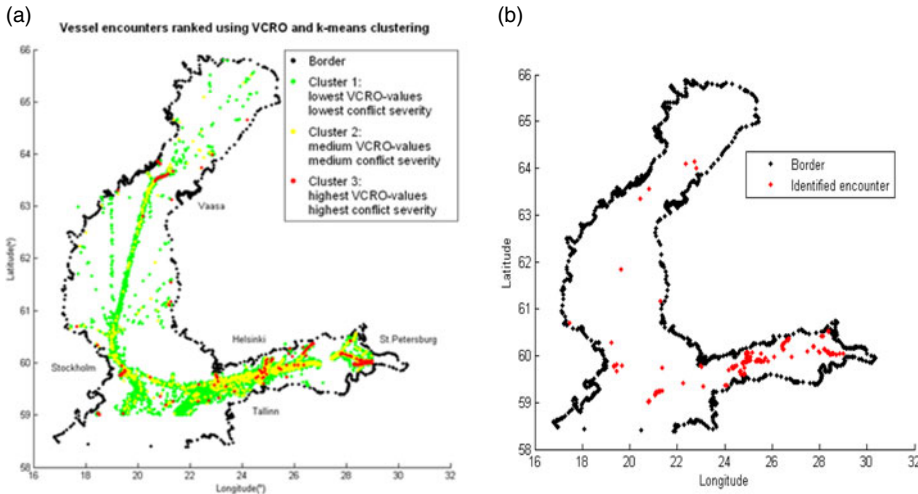 (a)
Vessel encounters ranked using VCRO and k-means clustering
66
65
64
63
62
61
60
59
58
Latitude(°)
16 18 20 22 24 26 28 30 32
Longitude(°)
Border
Cluster 1:
lowest VCRO-values
lowest conflict severity
Cluster 2:
medium VCRO-values
medium conflict severity
Cluster 3:
highest VCRO-values
highest conflict severity
Vaasa
Helsinki
St.Petersburg
Stockholm
Tallinn
(b)
66
65
64
63
62
61
60
59
58
Latitude
16 18 20 22 24 26 28 30 32
Longitude
Border
Identified encounter